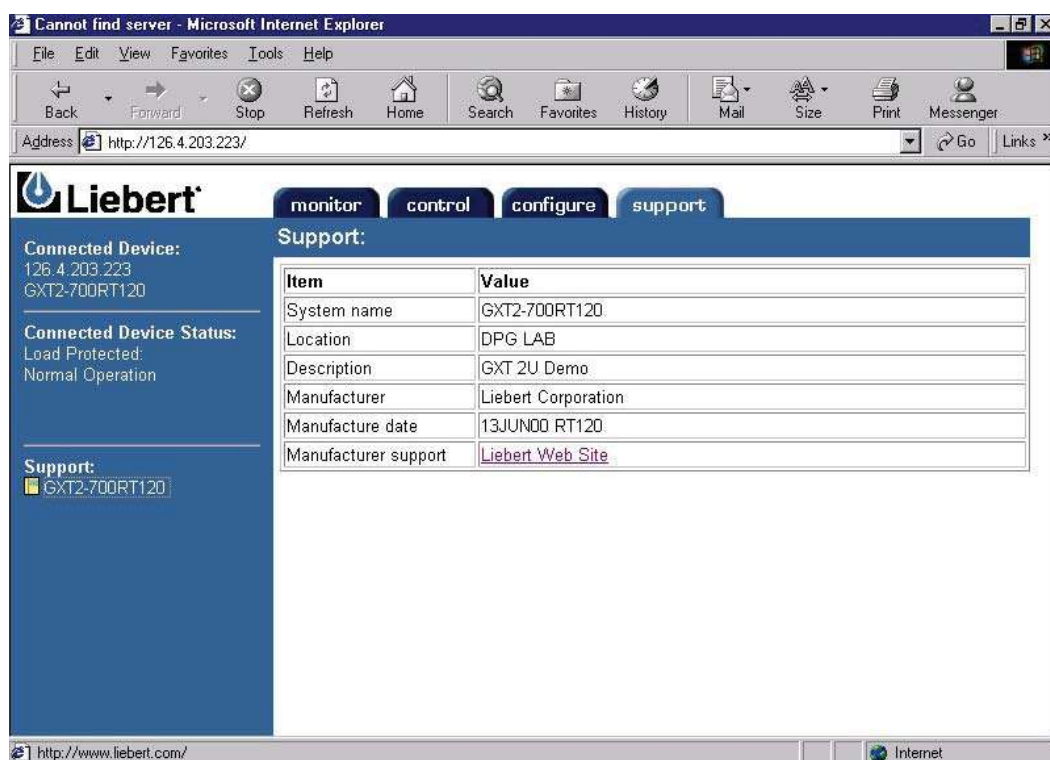 Cannot find server - Microsoft Internet Explorer
File Edit View Favorites Tools Help
Back Forward Stop Refresh Home Search Favorites History Mail Size Print Messenger
Address http://126.4.203.223/ Go Links »
Liebert
monitor control configure support
Connected Device:
126.4.203.223
GXT2-700RT120
Connected Device Status:
Load Protected:
Normal Operation
Support:
GXT2-700RT120
Support:
Item Value
System name GXT2-700RT120
Location DPG LAB
Description GXT 2U Demo
Manufacturer Liebert Corporation
Manufacture date 13JUN00 RT120
Manufacturer support Liebert Web Site
http://www.liebert.com/ Internet